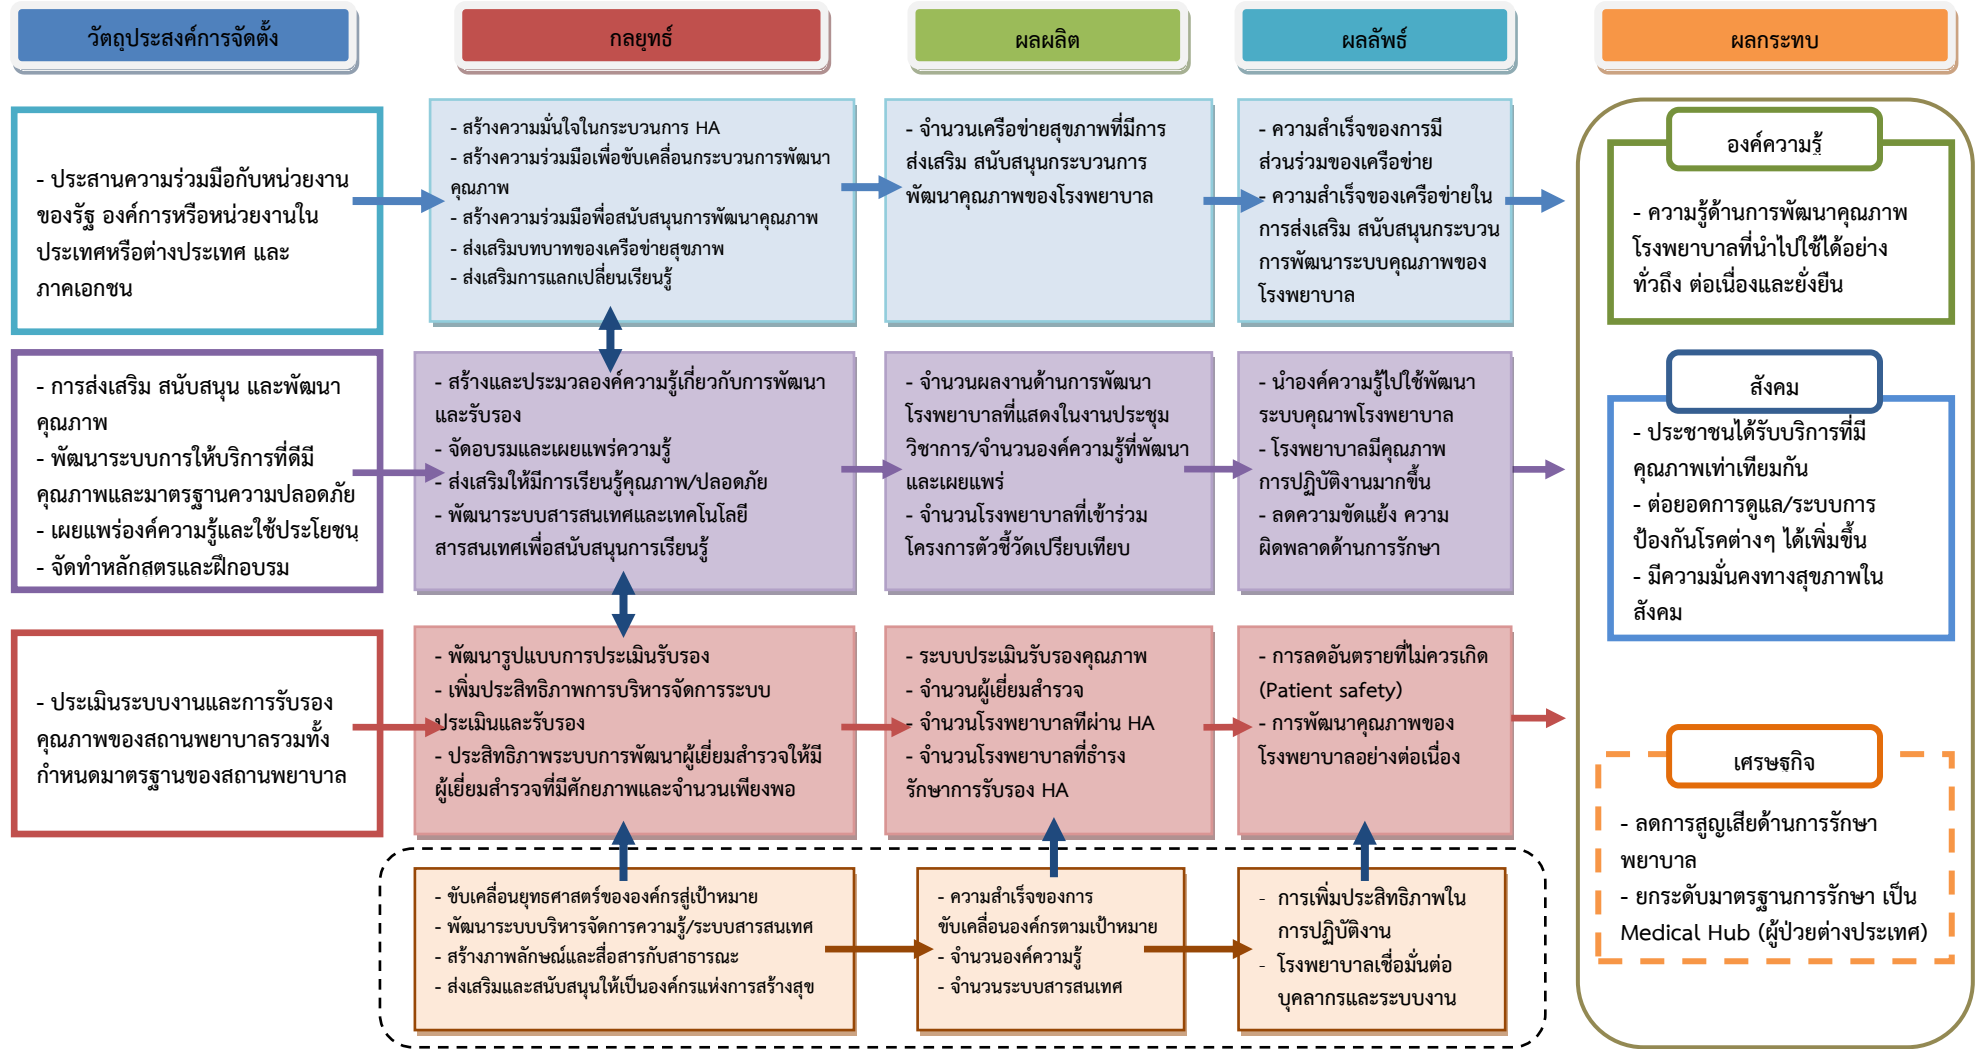 วัตถุประสงค์การจัดตั้ง
กลยุทธ์
ผลผลิต
ผลลัพธ์
ผลกระทบ
- ประสานความร่วมมือกับหน่วยงาน
ของรัฐ องค์การหรือหน่วยงานใน
ประเทศหรือต่างประเทศ และ
ภาคเอกชน
- สร้างความมั่นใจในกระบวนการ HA
- สร้างความร่วมมือเพื่อขับเคลื่อนกระบวนการพัฒนา
คุณภาพ
- สร้างความร่วมมือพื่อสนับสนุนการพัฒนาคุณภาพ
- ส่งเสริมบทบาทของเครือข่ายสุขภาพ
- ส่งเสริมการแลกเปลี่ยนเรียนรู้
- จำนวนเครือข่ายสุขภาพที่มีการ
ส่งเสริม สนับสนุนกระบวนการ
พัฒนาคุณภาพของโรงพยาบาล
- ความสำเร็จของการมี
ส่วนร่วมของเครือข่าย
- ความสำเร็จของเครือข่ายใน
การส่งเสริม สนับสนุนกระบวน
การพัฒนาระบบคุณภาพของ
โรงพยาบาล
องค์ความรู้
- ความรู้ด้านการพัฒนาคุณภาพ
โรงพยาบาลที่นำไปใช้ได้อย่าง
ทั่วถึง ต่อเนื่องและยั่งยืน
- การส่งเสริม สนับสนุน และพัฒนา
คุณภาพ
- พัฒนาระบบการให้บริการที่ดีมี
คุณภาพและมาตรฐานความปลอดภัย
- เผยแพร่องค์ความรู้และใช้ประโยชน์
- จัดทำหลักสูตรและฝึกอบรม
- สร้างและประมวลองค์ความรู้เกี่ยวกับการพัฒนา
และรับรอง
- จัดอบรมและเผยแพร่ความรู้
- ส่งเสริมให้มีการเรียนรู้คุณภาพ/ปลอดภัย
- พัฒนาระบบสารสนเทศและเทคโนโลยี
สารสนเทศเพื่อสนับสนุนการเรียนรู้
- จำนวนผลงานด้านการพัฒนา
โรงพยาบาลที่แสดงในงานประชุม
วิชาการ/จำนวนองค์ความรู้ที่พัฒนา
และเผยแพร่
- จำนวนโรงพยาบาลที่เข้าร่วม
โครงการตัวชี้วัดเปรียบเทียบ
- นำองค์ความรู้ไปใช้พัฒนา
ระบบคุณาพโรงพยาบาล
- โรงพยาบาลมีคุณภาพ
การปฏิบัติงานมากขึ้น
- ลดความขัดแย้ง ความ
ผิดพลาดด้านการรักษา
สังคม
- ประชาชนได้รับบริการที่มี
คุณภาพเท่าเทียมกัน
- ต่อยอดการดูแล/ระบบการ
ป้องกันโรคต่างๆ ได้เพิ่มขึ้น
- มีความมั่นคงทางสุขภาพใน
สังคม
- ประเมินระบบงานและการรับรอง
คุณภาพของสถานพยาบาลรวมทั้ง
กำหนดมาตรฐานของสถานพยาบาล
- พัฒนารูปแบบการประเมินรับรอง
- เพิ่มประสิทธิภาพการบริหารจัดการระบบ
ประเมินและรับรอง
- ประสิทธิภาพระบบการพัฒนาผู้เยี่ยมสำรวจให้มี
ผู้เยี่ยมสำรวจที่มีศักยภาพและจำนวนเพียงพอ
- ระบบประเมินรับรองคุณภาพ
- จำนวนผู้เยี่ยมสำรวจ
- จำนวนโรงพยาบาลทีผ่าน HA
- จำนวนโรงพยาบาลที่ธำรง
รักษาการรับรอง HA
- การลดอันตรายที่ไม่ควรเกิด
(Patient safety)
- การพัฒนาคุณภาพของ
โรงพยาบาลอย่างต่อเนื่อง
เศรษฐกิจ
- ลดการสูญเสียด้านการรักษา
พยาบาล
- ยกระดับมาตรฐานการรักษา เป็น
Medical Hub (ผู้ป่วยต่างประเทศ)
- ขับเคลื่อนยุทธศาสตร์ขององค์กรสู่เป้าหมาย
- พัฒนาระบบบริหารจัดการความรู้/ระบบสารสนเทศ
- สร้างภาพลักษณ์และสื่อสารกับสาธารณะ
- ส่งเสริมและสนับสนุนให้เป็นองค์กรแห่งการสร้างสุข
- ความสำเร็จของการ
ขับเคลื่อนองค์กรตามเป้าหมาย
- จำนวนองค์ความรู้
- จำนวนระบบสารสนเทศ
- การเพิ่มประสิทธิภาพใน
การปฏิบัติงาน
- โรงพยาบาลเชื่อมั่นต่อ
บุคลากรและระบบงาน